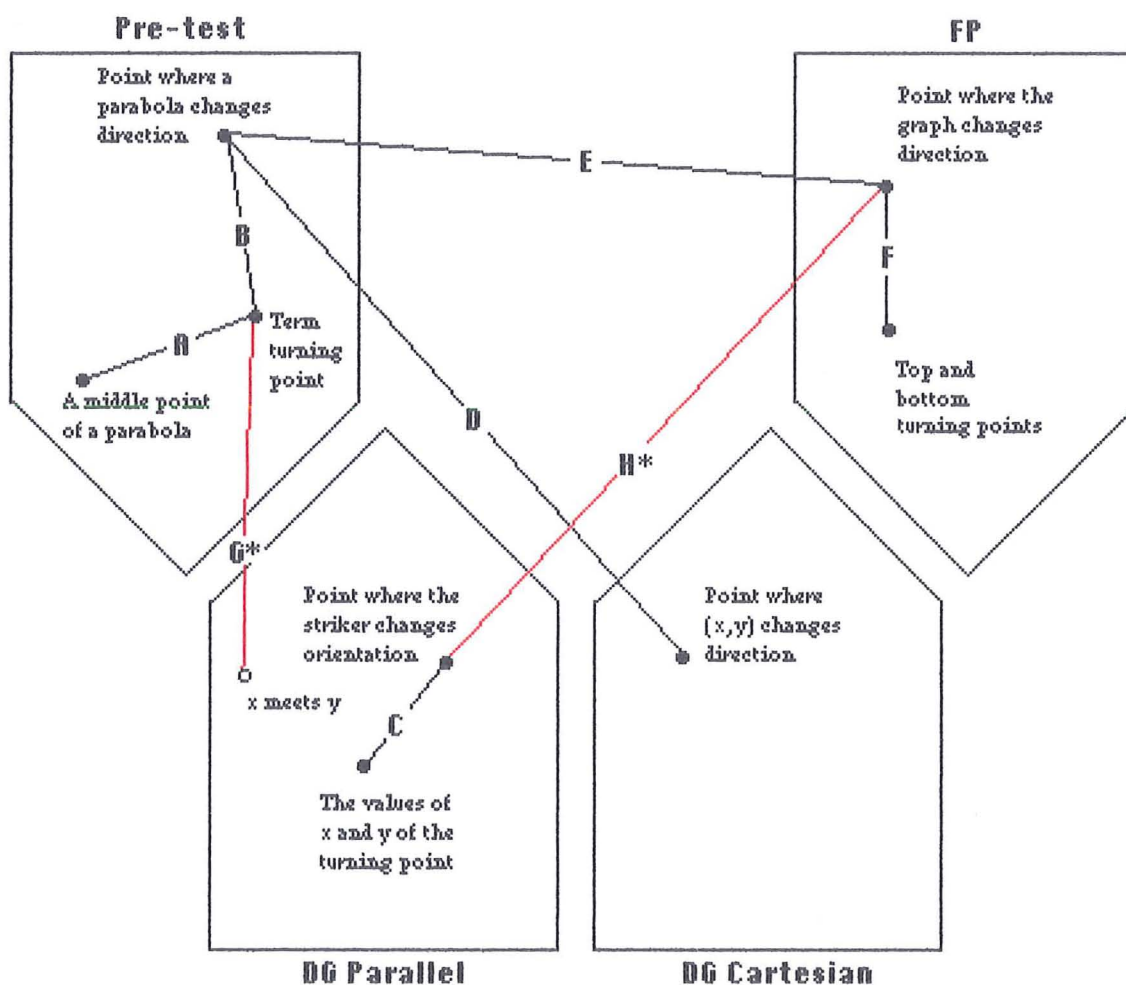 Pre-test
FP
Point where a
parabola changes
direction
Point where the
graph changes
direction
E
B
F
A
Term
turning
point
A middle point
of a parabola
Top and
bottom
turning points
D
H*
G*
Point where the
striker changes
orientation
Point where
(x,y) changes
direction
x meets y
C
The values of
x and y of the
turning point
DG Parallel
DG Cartesian